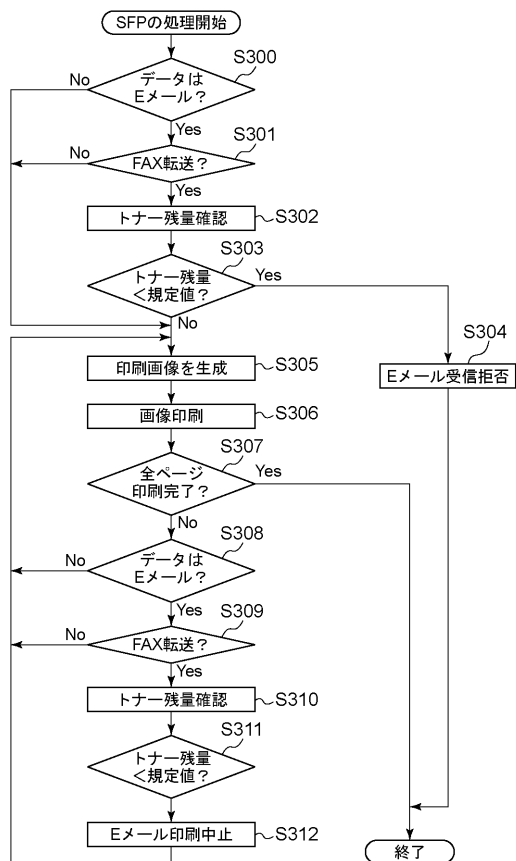 SFPの処理開始
S300
データは
Eメール？
No
Yes
S301
FAX転送？
No
Yes
トナー残量確認
S302
S303
トナー残量
＜規定値？
Yes
No
S304
Eメール受信拒否
印刷画像を生成
S305
画像印刷
S306
S307
全ページ
印刷完了？
Yes
No
S308
データは
Eメール？
No
Yes
S309
FAX転送？
No
Yes
トナー残量確認
S310
S311
トナー残量
＜規定値？
Eメール印刷中止
S312
終了